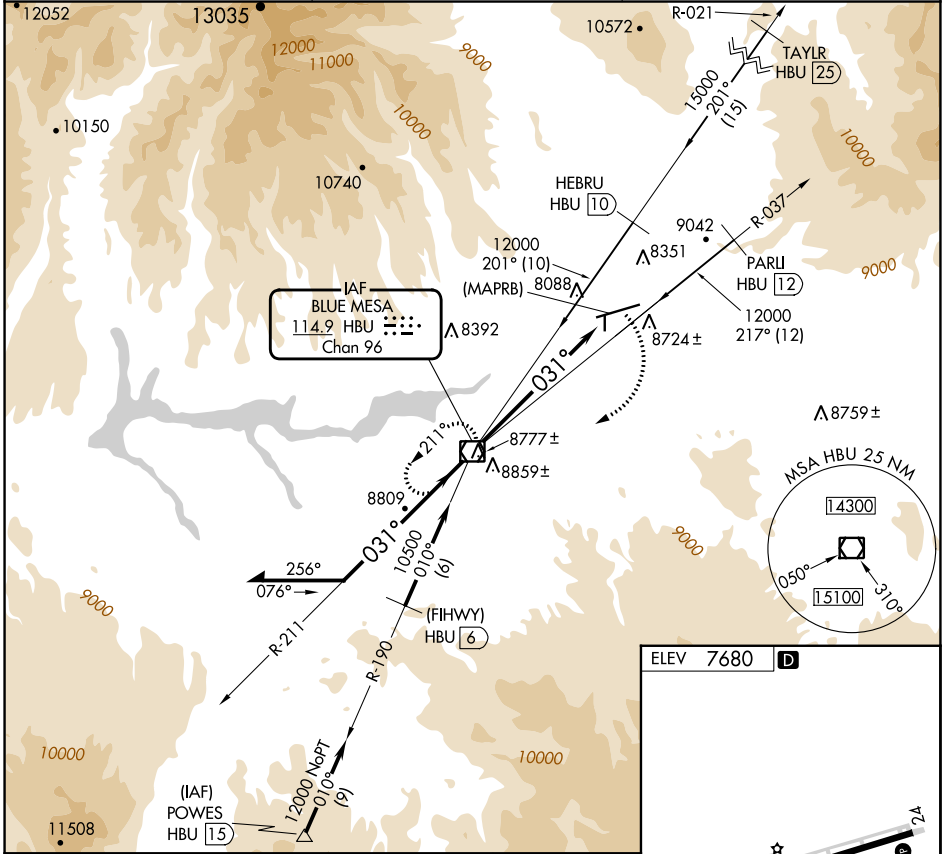 12052
13035
12000
11000
9000
10572
R-021
TAYLR
HBU 25
15000
201°
(15)
10150
10000
10740
10000
HEBRU
HBU 10
9042
R-037
8351
PARLI
HBU 12
9000
12000
201° (10)
8088
(MAPRB)
12000
217° (12)
IAF
BLUE MESA
114.9 HBU
Chan 96
8392
8724 ±
031°
8759 ±
211°
8777 ±
8859 ±
MSA HBU 25 NM
14300
050°
310°
15100
8809
031°
10500
010°
(6)
9000
256°
076°
9000
(FIHWY)
HBU 6
R-211
R-190
ELEV 7680 D
10000
12000 NoPT
010°
(9)
10000
(IAF)
POWES
HBU 15
11508
24
P